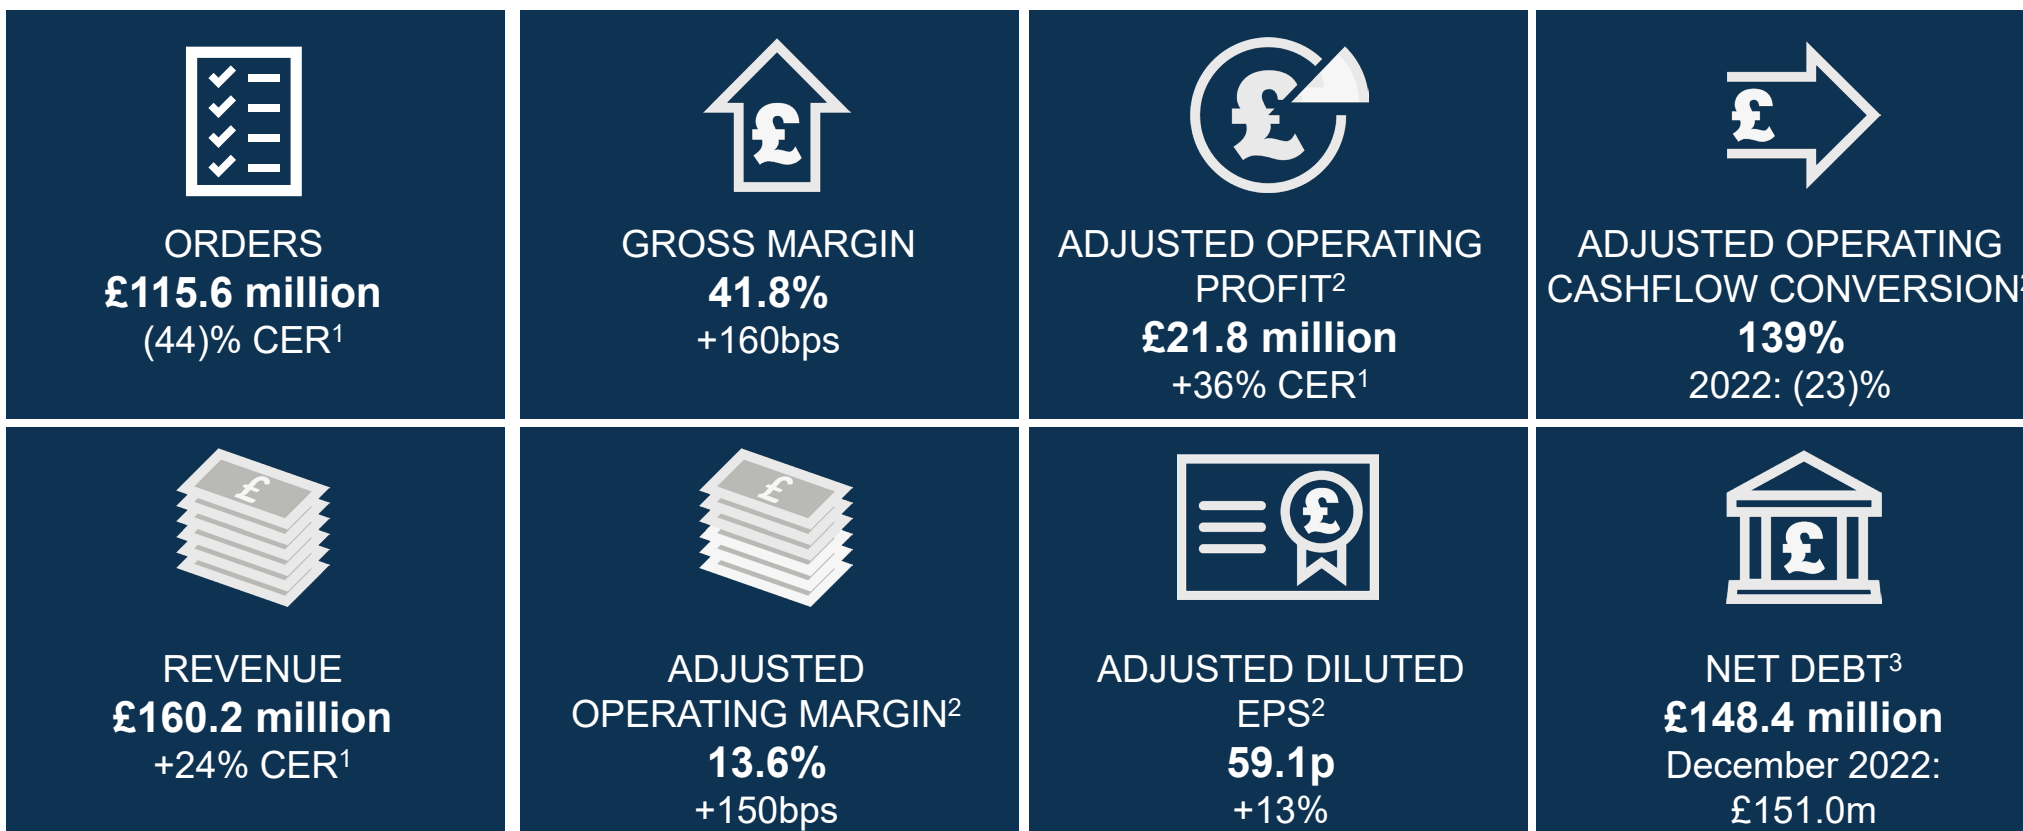 ORDERS
£115.6 million
(44)% CER¹
GROSS MARGIN
41.8%
+160bps
ADJUSTED OPERATING
PROFIT²
£21.8 million
+36% CER¹
ADJUSTED OPERATING
CASHFLOW CONVERSION²
139%
2022: (23)%
REVENUE
£160.2 million
+24% CER¹
ADJUSTED
OPERATING MARGIN²
13.6%
+150bps
ADJUSTED DILUTED
EPS²
59.1p
+13%
NET DEBT³
£148.4 million
December 2022:
£151.0m